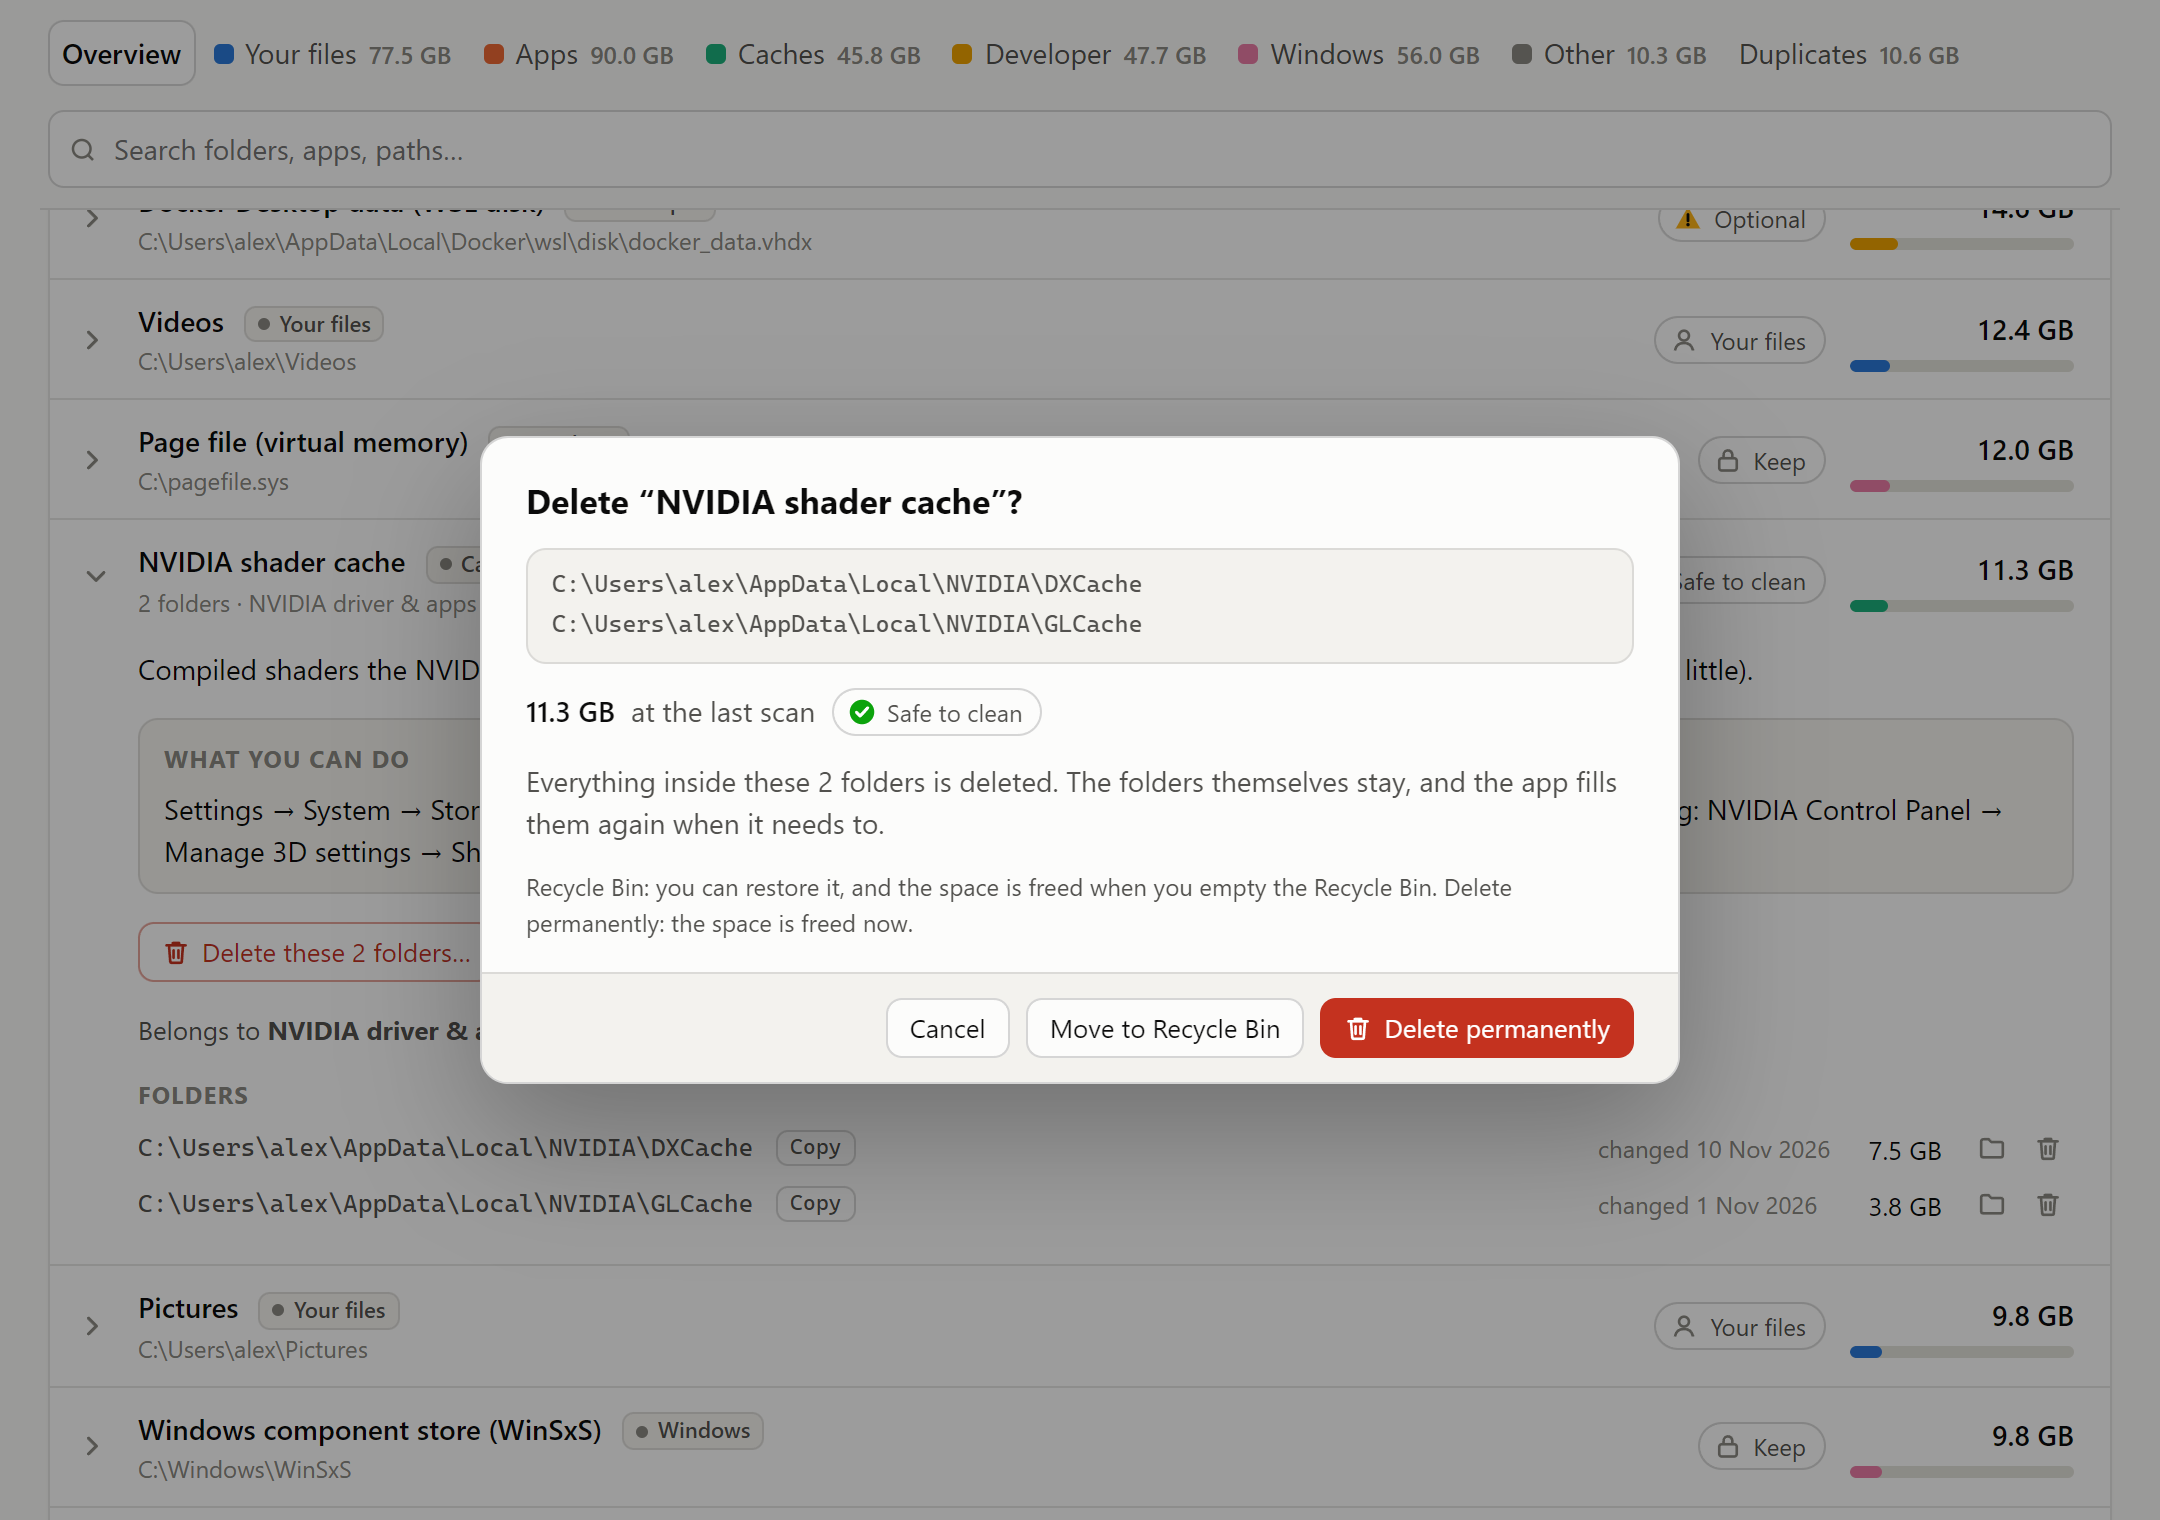 Overview Your files 77.5 GB Apps 90.0 GB Caches 45.8 GB Developer 47.7 GB Windows 56.0 GB Other 10.3 GB Duplicates 10.6 GB
Search folders, apps, paths...
Docker Desktop data (WSL disk)
C:\Users\alex\AppData\Local\Docker\wsl\disk\docker_data.vhdx
Optional
14.6 GB
Videos Your files
C:\Users\alex\Videos
Your files
12.4 GB
Page file (virtual memory)
C:\pagefile.sys
Keep
12.0 GB
NVIDIA shader cache
2 folders · NVIDIA driver & apps
Safe to clean
11.3 GB
Compiled shaders the
little).
WHAT YOU CAN DO
Settings → System →
g: NVIDIA Control Panel →
Manage 3D settings →
Delete these 2 folders...
Belongs to NVIDIA driver &
Delete “NVIDIA shader cache”?
C:\Users\alex\AppData\Local\NVIDIA\DXCache
C:\Users\alex\AppData\Local\NVIDIA\GLCache
11.3 GB at the last scan Safe to clean
Everything inside these 2 folders is deleted. The folders themselves stay, and the app fills
them again when it needs to.
Recycle Bin: you can restore it, and the space is freed when you empty the Recycle Bin. Delete
permanently: the space is freed now.
Cancel Move to Recycle Bin Delete permanently
FOLDERS
C:\Users\alex\AppData\Local\NVIDIA\DXCache Copy changed 10 Nov 2026 7.5 GB
C:\Users\alex\AppData\Local\NVIDIA\GLCache Copy changed 1 Nov 2026 3.8 GB
Pictures Your files
C:\Users\alex\Pictures
Your files
9.8 GB
Windows component store (WinSxS) Windows
C:\Windows\WinSxS
Keep
9.8 GB